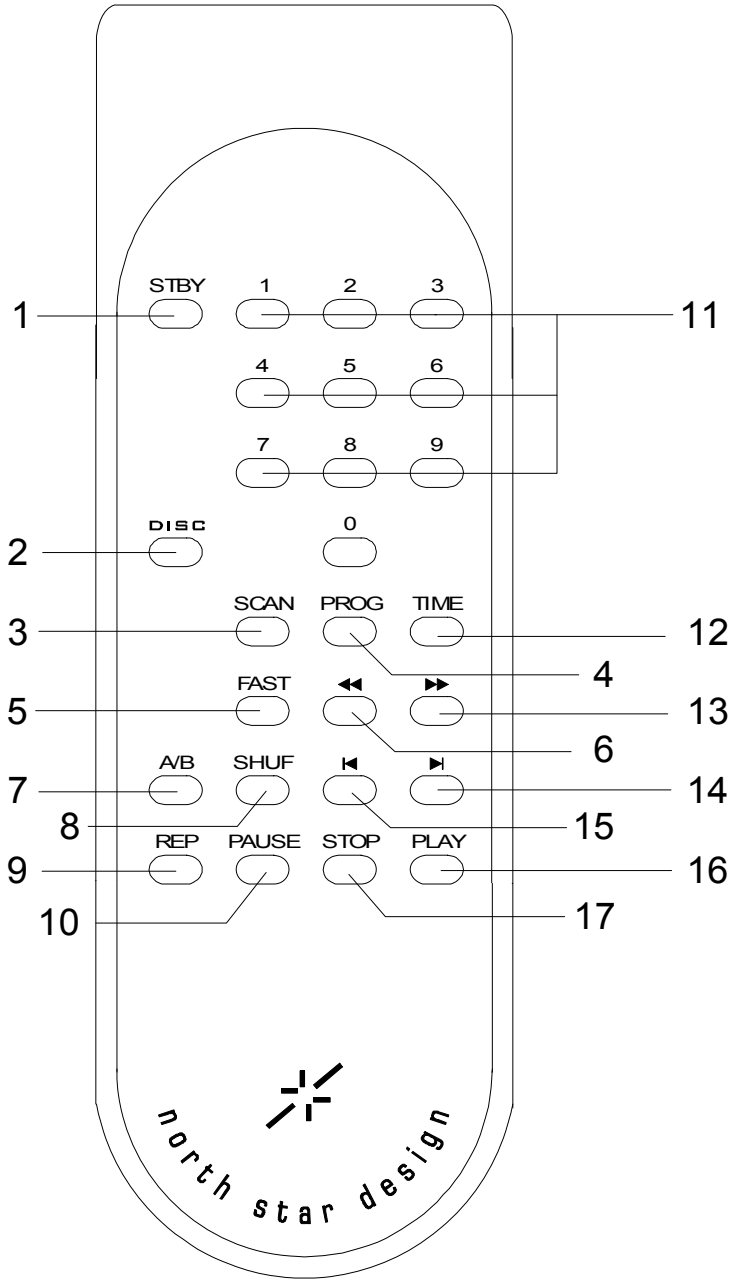 STBY 1 2 3
1 11
4 5 6
7 8 9
DISC 0
2
SCAN PROG TIME
3 12
4
FAST
5 13
6
A/B SHUF
7 14
8 15
REP PAUSE STOP PLAY
9 16
10 17
north star design